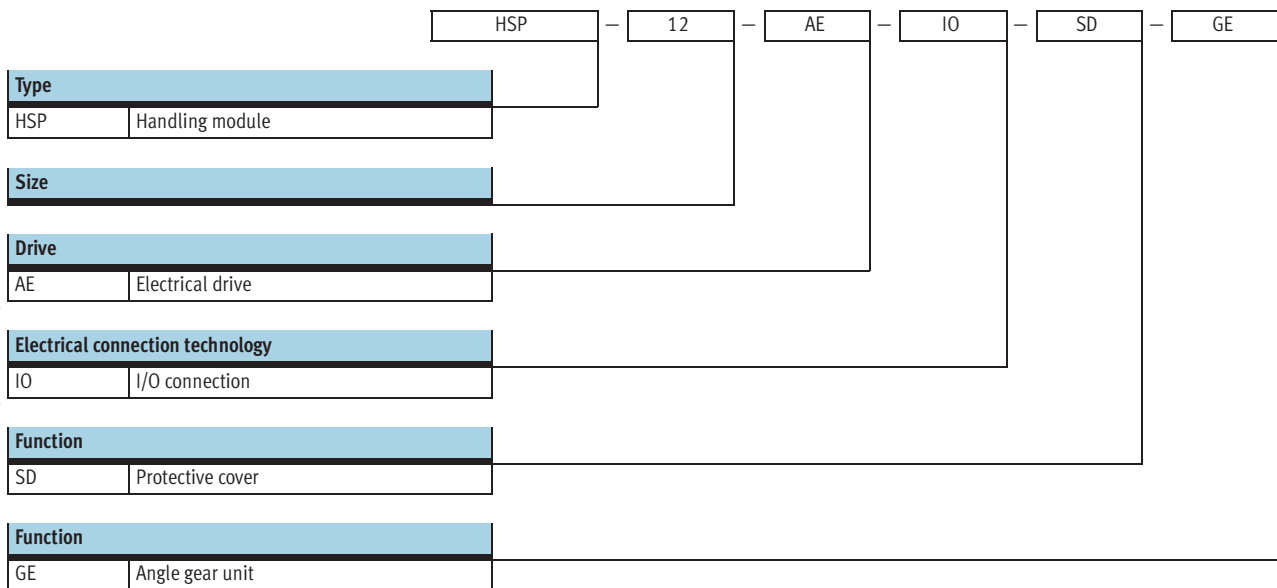 HSP – 12 – AE – IO – SD – GE
Type
HSP Handling module
Size
Drive
AE Electrical drive
Electrical connection technology
IO I/O connection
Function
SD Protective cover
Function
GE Angle gear unit